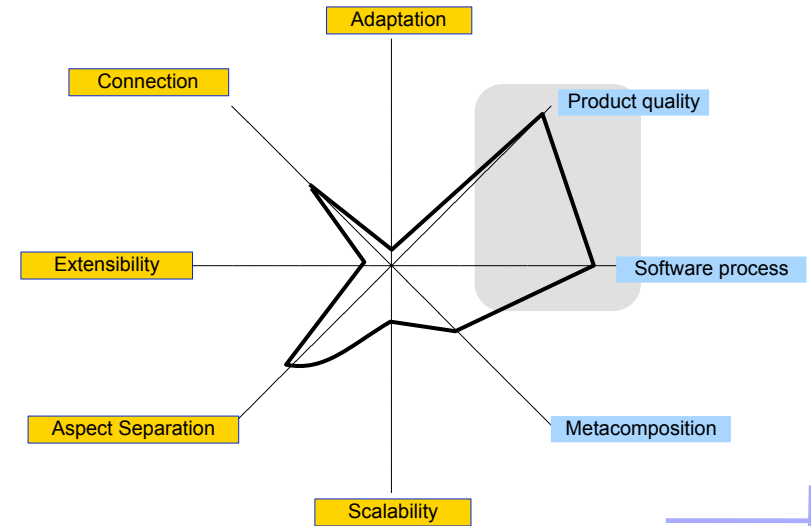 Adaptation
Connection
Product quality
Extensibility
Software process
Aspect Separation
Metacomposition
Scalability